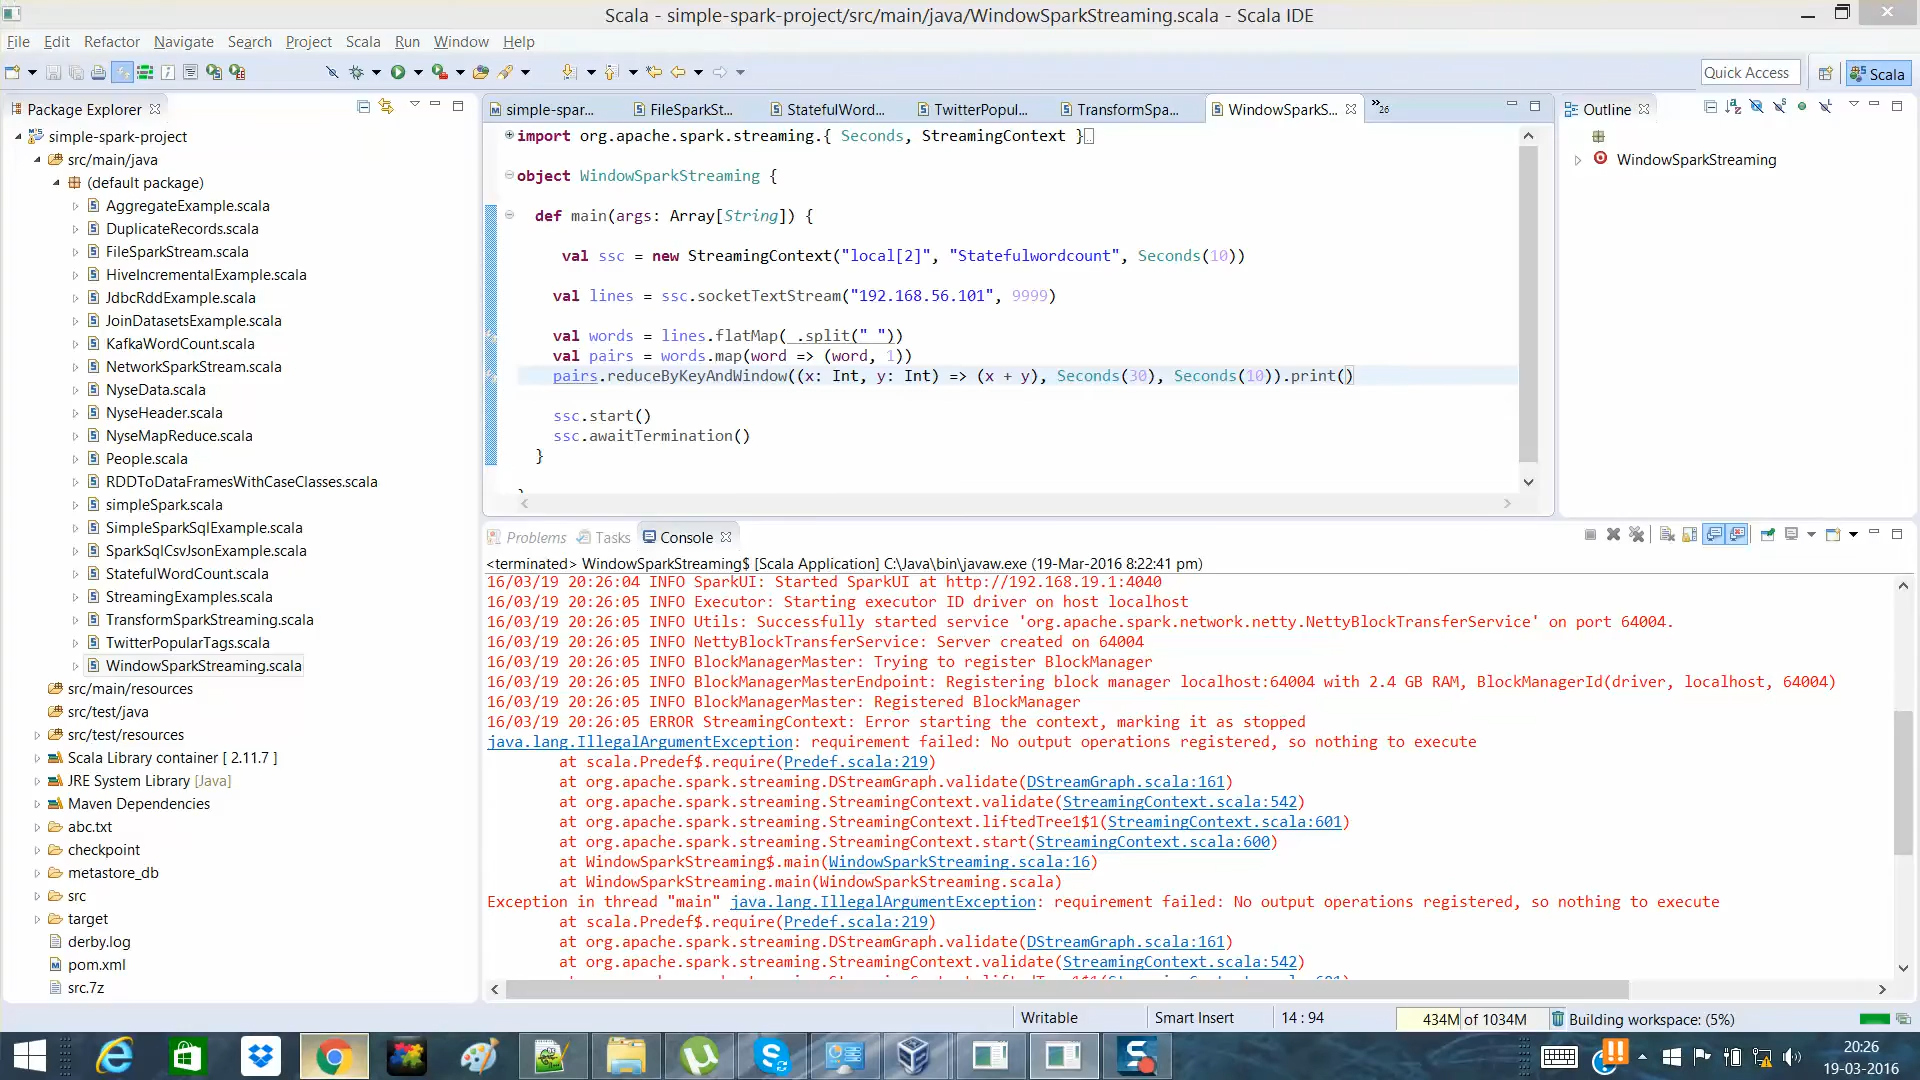 Scala - simple-spark-project/src/main/java/WindowSparkStreaming.scala - Scala IDE
File Edit Refactor Navigate Search Project Scala Run Window Help
Quick Access
Scala
Package Explorer
simple-spark-project
src/main/java
(default package)
AggregateExample.scala
DuplicateRecords.scala
FileSparkStream.scala
HiveIncrementalExample.scala
JdbcRddExample.scala
JoinDatasetsExample.scala
KafkaWordCount.scala
NetworkSparkStream.scala
NyseData.scala
NyseHeader.scala
NyseMapReduce.scala
People.scala
RDDToDataFramesWithCaseClasses.scala
simpleSpark.scala
SimpleSparkSqlExample.scala
SparkSqlCsvJsonExample.scala
StatefulWordCount.scala
StreamingExamples.scala
TransformSparkStreaming.scala
TwitterPopularTags.scala
WindowSparkStreaming.scala
src/main/resources
src/test/java
src/test/resources
Scala Library container [ 2.11.7 ]
JRE System Library [Java]
Maven Dependencies
abc.txt
checkpoint
metastore_db
src
target
derby.log
pom.xml
src.7z
simple-spar... FileSparkSt... StatefulWord... TwitterPopul... TransformSpa... WindowSparkS... »26
import org.apache.spark.streaming.{ Seconds, StreamingContext }
object WindowSparkStreaming {
def main(args: Array[String]) {
val ssc = new StreamingContext("local[2]", "Statefulwordcount", Seconds(10))
val lines = ssc.socketTextStream("192.168.56.101", 9999)
val words = lines.flatMap(_.split(" "))
val pairs = words.map(word => (word, 1))
pairs.reduceByKeyAndWindow((x: Int, y: Int) => (x + y), Seconds(30), Seconds(10)).print()
ssc.start()
ssc.awaitTermination()
}
Outline
WindowSparkStreaming
Problems Tasks Console
<terminated> WindowSparkStreaming$ [Scala Application] C:\Java\bin\javaw.exe (19-Mar-2016 8:22:41 pm)
16/03/19 20:26:04 INFO SparkUI: Started SparkUI at http://192.168.19.1:4040
16/03/19 20:26:05 INFO Executor: Starting executor ID driver on host localhost
16/03/19 20:26:05 INFO Utils: Successfully started service 'org.apache.spark.network.netty.NettyBlockTransferService' on port 64004.
16/03/19 20:26:05 INFO NettyBlockTransferService: Server created on 64004
16/03/19 20:26:05 INFO BlockManagerMaster: Trying to register BlockManager
16/03/19 20:26:05 INFO BlockManagerMasterEndpoint: Registering block manager localhost:64004 with 2.4 GB RAM, BlockManagerId(driver, localhost, 64004)
16/03/19 20:26:05 INFO BlockManagerMaster: Registered BlockManager
16/03/19 20:26:05 ERROR StreamingContext: Error starting the context, marking it as stopped
java.lang.IllegalArgumentException: requirement failed: No output operations registered, so nothing to execute
at scala.Predef$.require(Predef.scala:219)
at org.apache.spark.streaming.DStreamGraph.validate(DStreamGraph.scala:161)
at org.apache.spark.streaming.StreamingContext.validate(StreamingContext.scala:542)
at org.apache.spark.streaming.StreamingContext.liftedTree1$1(StreamingContext.scala:601)
at org.apache.spark.streaming.StreamingContext.start(StreamingContext.scala:600)
at WindowSparkStreaming$.main(WindowSparkStreaming.scala:16)
at WindowSparkStreaming.main(WindowSparkStreaming.scala)
Exception in thread "main" java.lang.IllegalArgumentException: requirement failed: No output operations registered, so nothing to execute
at scala.Predef$.require(Predef.scala:219)
at org.apache.spark.streaming.DStreamGraph.validate(DStreamGraph.scala:161)
at org.apache.spark.streaming.StreamingContext.validate(StreamingContext.scala:542)
Writable Smart Insert 14 : 94 434M of 1034M Building workspace: (5%)
20:26
19-03-2016